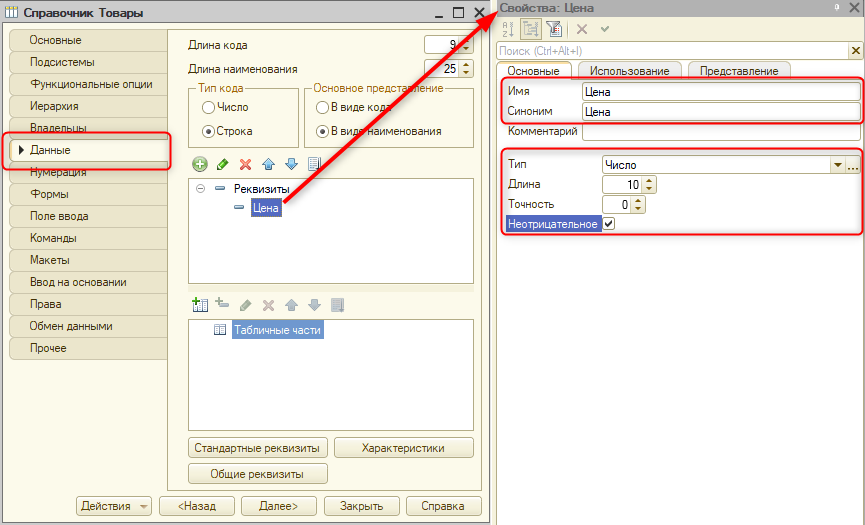 Справочник Товары
Основные
Подсистемы
Функциональные опции
Иерархия
Владельцы
Данные
Нумерация
Формы
Поле ввода
Команды
Макеты
Ввод на основании
Права
Обмен данными
Прочее
Длина кода 9
Длина наименования 25
Тип кода
Число
Строка
Основное представление
В виде кода
В виде наименования
Реквизиты
Цена
Табличные части
Стандартные реквизиты Характеристики
Общие реквизиты
Действия <Назад Далее> Закрыть Справка
Свойства: Цена
Поиск (Ctrl+Alt+I)
Основные Использование Представление
Имя Цена
Синоним Цена
Комментарий
Тип Число ...
Длина 10
Точность 0
Неотрицательное